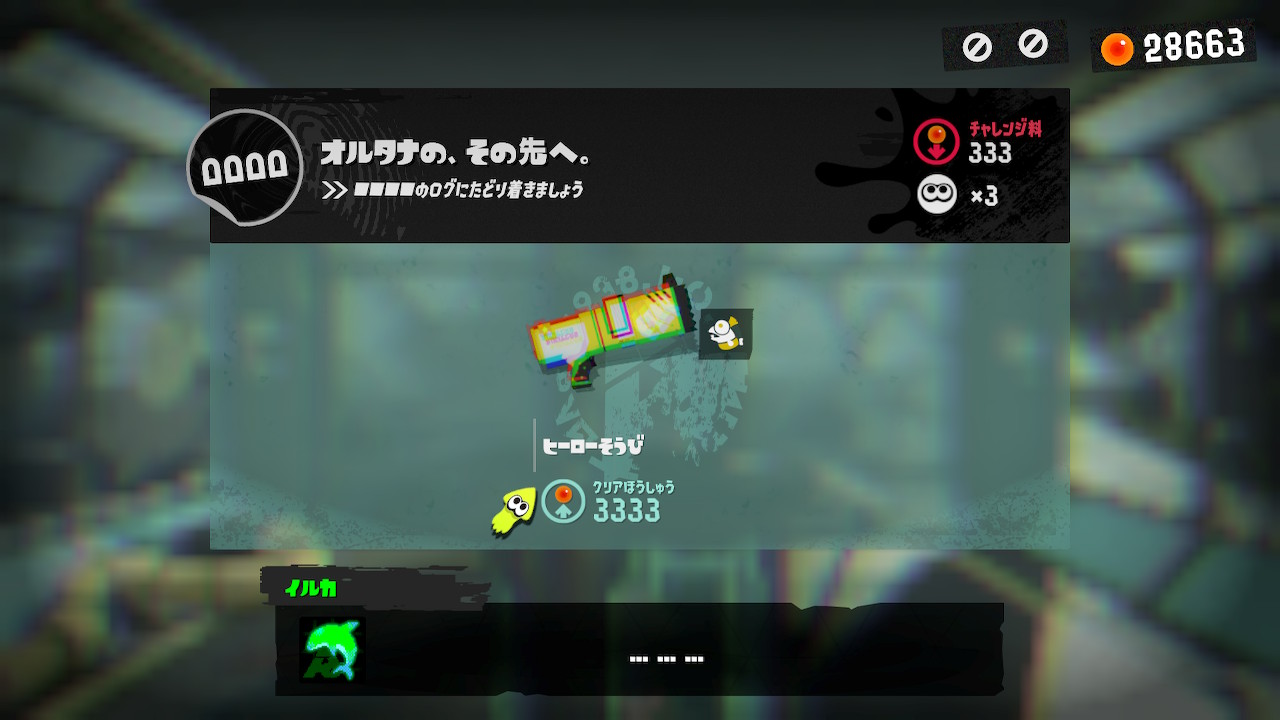 28663
オルタナの、その先へ。
≫ ■■■■のログにたどり着きましょう
チャレンジ料
333
×3
ヒーローそうび
クリアほうしゅう
3333
イルカ
… … …